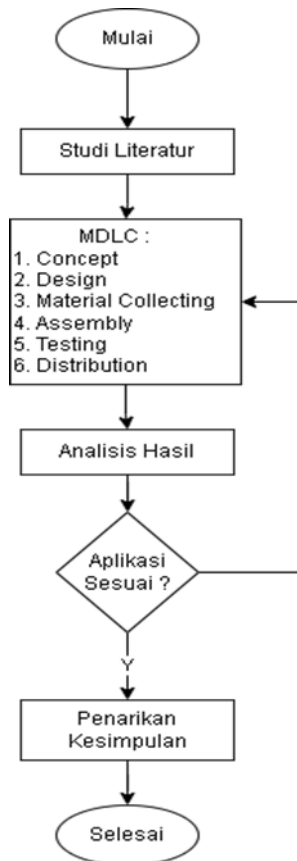 Mulai
Studi Literatur
MDLC :
1. Concept
2. Design
3. Material Collecting
4. Assembly
5. Testing
6. Distribution
Analisis Hasil
Aplikasi
Sesuai ?
Y
Penarikan
Kesimpulan
Selesai